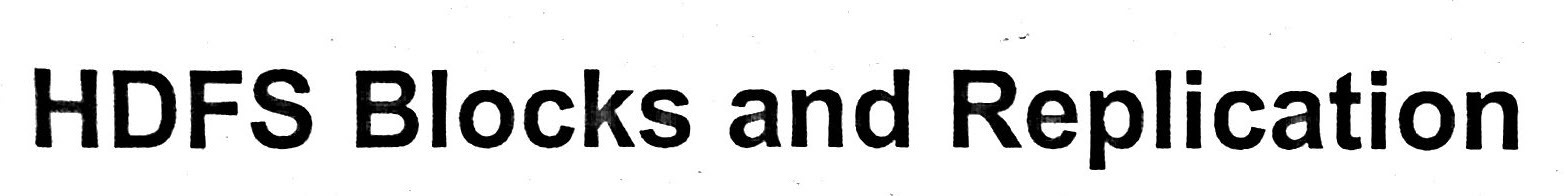 HDFS Blocks and Replication